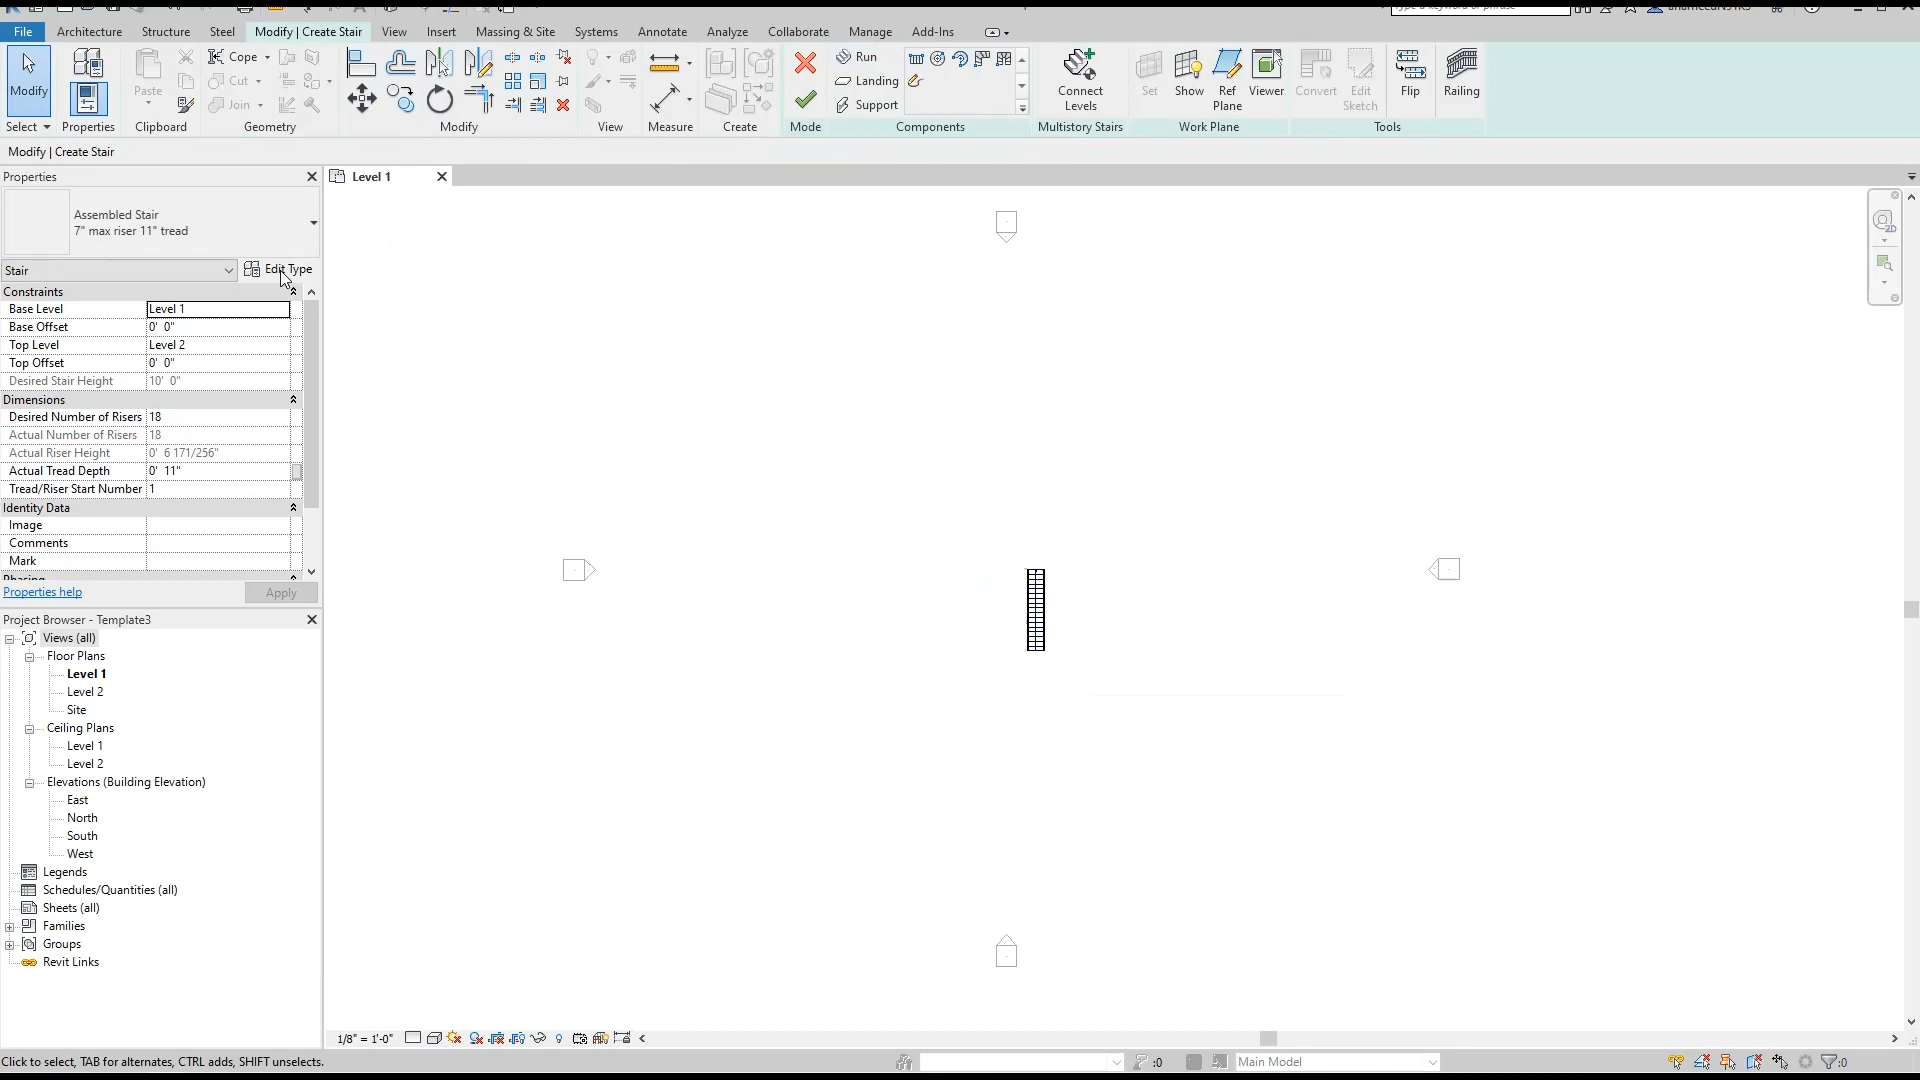 File Architecture Structure Steel Modify | Create Stair View Insert Massing & Site Systems Annotate Analyze Collaborate Manage Add-Ins
Modify Paste Cope Cut Join
Run Landing Support
Connect Levels
Set Show Ref Plane Viewer Convert Edit Sketch Flip Railing
Select Properties Clipboard Geometry Modify View Measure Create Mode Components Multistory Stairs Work Plane Tools
Modify | Create Stair
Properties
Level 1
Assembled Stair
7" max riser 11" tread
Stair Edit Type
Constraints
Base Level Level 1
Base Offset 0' 0"
Top Level Level 2
Top Offset 0' 0"
Desired Stair Height 10' 0"
Dimensions
Desired Number of Risers 18
Actual Number of Risers 18
Actual Riser Height 0' 6 171/256"
Actual Tread Depth 0' 11"
Tread/Riser Start Number 1
Identity Data
Image
Comments
Mark
Phasing
Properties help Apply
Project Browser - Template3
Views (all)
Floor Plans
Level 1
Level 2
Site
Ceiling Plans
Level 1
Level 2
Elevations (Building Elevation)
East
North
South
West
Legends
Schedules/Quantities (all)
Sheets (all)
Families
Groups
Revit Links
2D
1/8" = 1'-0"
Click to select, TAB for alternates, CTRL adds, SHIFT unselects. :0 Main Model :0